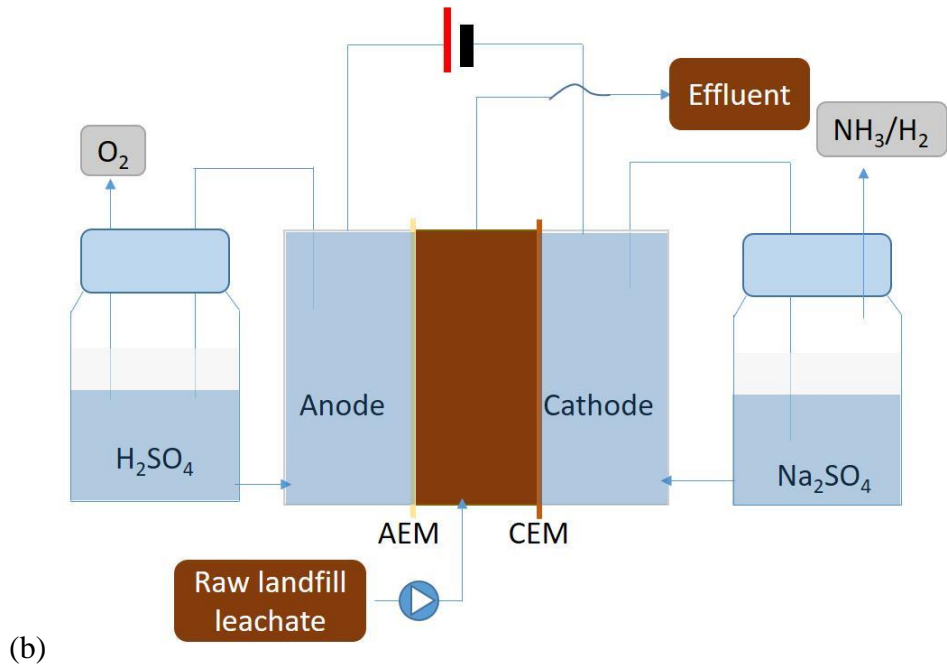 Effluent
NH₃/H₂
O₂
Anode
Cathode
H₂SO₄
Na₂SO₄
AEM
CEM
Raw landfill
leachate
(b)